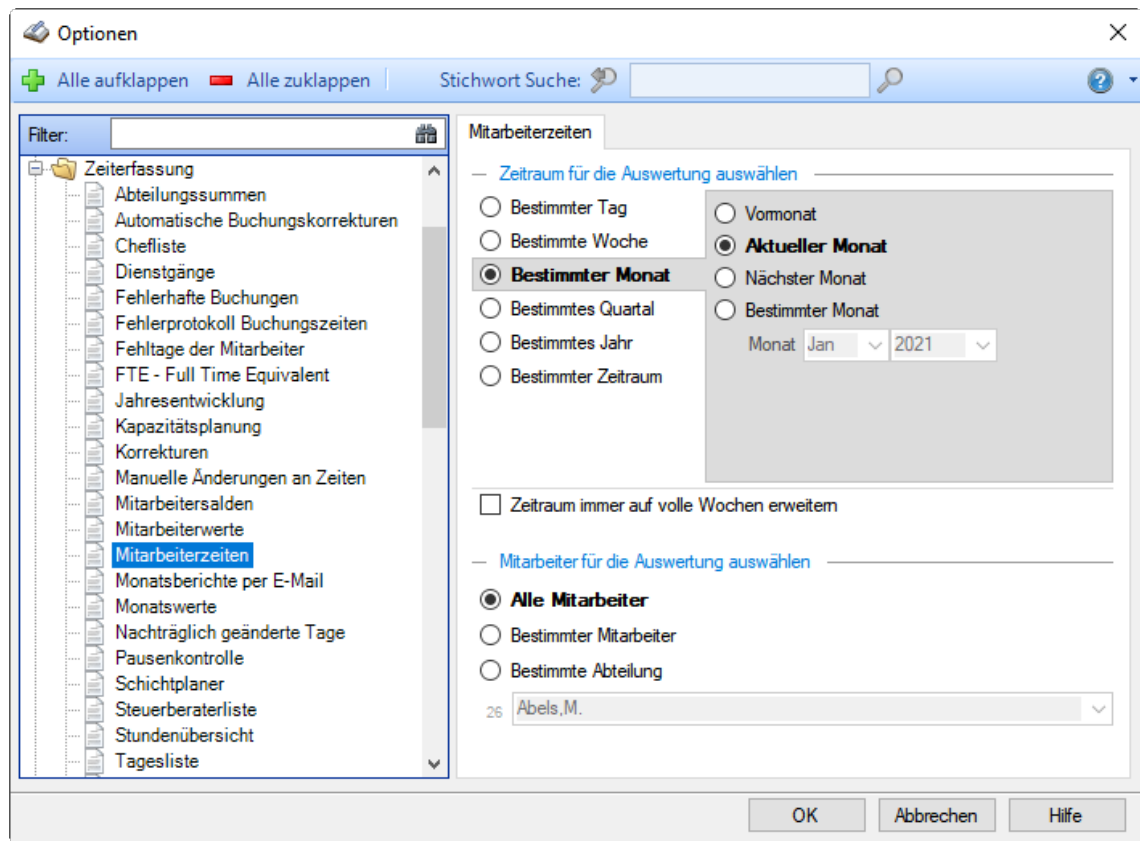 Optionen
Alle aufklappen Alle zuklappen Stichwort Suche:
Filter:
Zeiterfassung
Abteilungssummen
Automatische Buchungskorrekturen
Chefliste
Dienstgänge
Fehlerhafte Buchungen
Fehlerprotokoll Buchungszeiten
Fehltage der Mitarbeiter
FTE - Full Time Equivalent
Jahresentwicklung
Kapazitätsplanung
Korrekturen
Manuelle Änderungen an Zeiten
Mitarbeitersalden
Mitarbeiterwerte
Mitarbeiterzeiten
Monatsberichte per E-Mail
Monatswerte
Nachträglich geänderte Tage
Pausenkontrolle
Schichtplaner
Steuerberaterliste
Stundenübersicht
Tagesliste
Mitarbeiterzeiten
Zeitraum für die Auswertung auswählen
Bestimmter Tag
Bestimmte Woche
Bestimmter Monat
Bestimmtes Quartal
Bestimmtes Jahr
Bestimmter Zeitraum
Vormonat
Aktueller Monat
Nächster Monat
Bestimmter Monat
Monat Jan 2021
Zeitraum immer auf volle Wochen erweitern
Mitarbeiter für die Auswertung auswählen
Alle Mitarbeiter
Bestimmter Mitarbeiter
Bestimmte Abteilung
26 Abels,M.
OK Abbrechen Hilfe